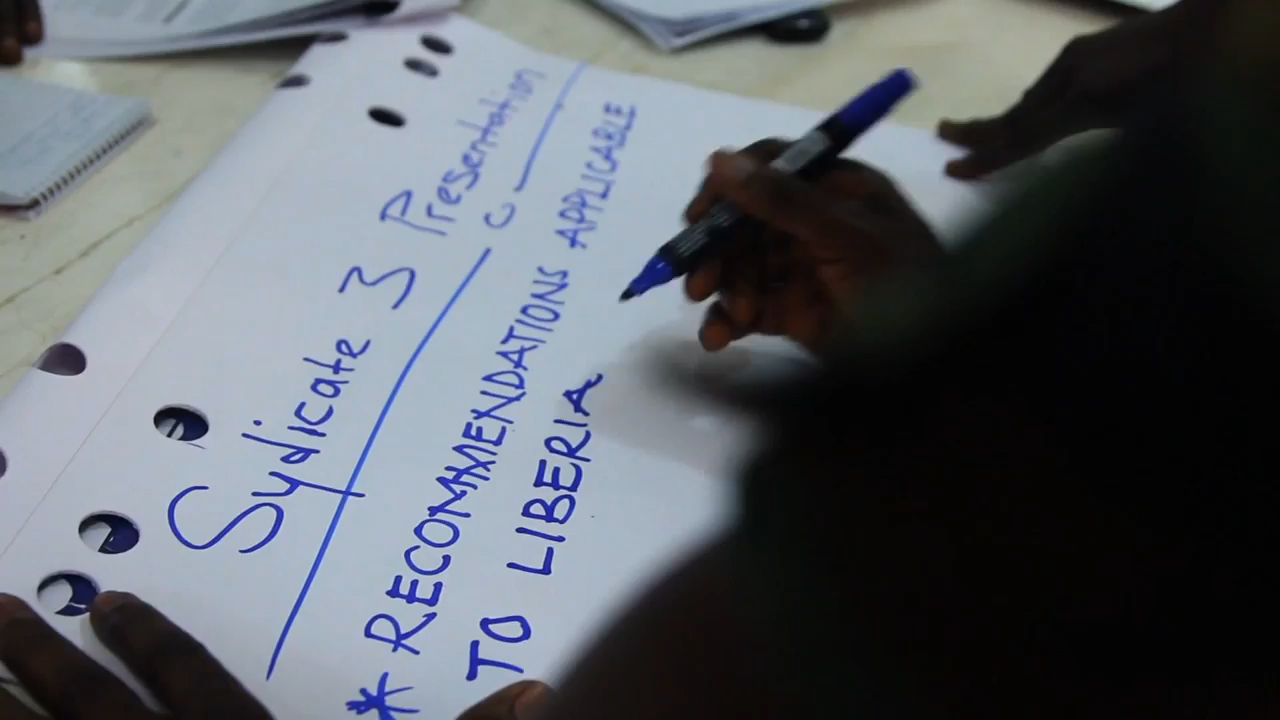 Sydicate 3 Presentation
* RECOMMENDATIONS APPLICABLE
TO LIBERIA